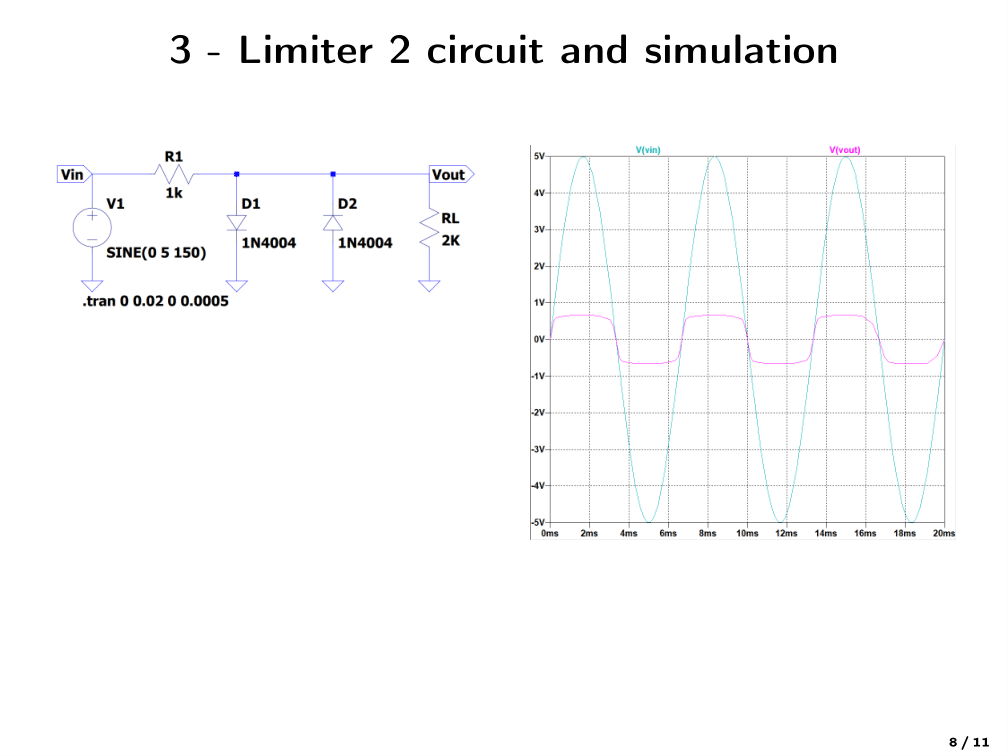 3 - Limiter 2 circuit and simulation
R1
Vin
Vout
1k
V1
D1
D2
RL
1N4004
1N4004
2K
SINE(0 5 150)
.tran 0 0.02 0 0.0005
V(vin)
V(vout)
5V
4V
3V
2V
1V
0V
-1V
-2V
-3V
-4V
-5V
0ms 2ms 4ms 6ms 8ms 10ms 12ms 14ms 16ms 18ms 20ms
8 / 11